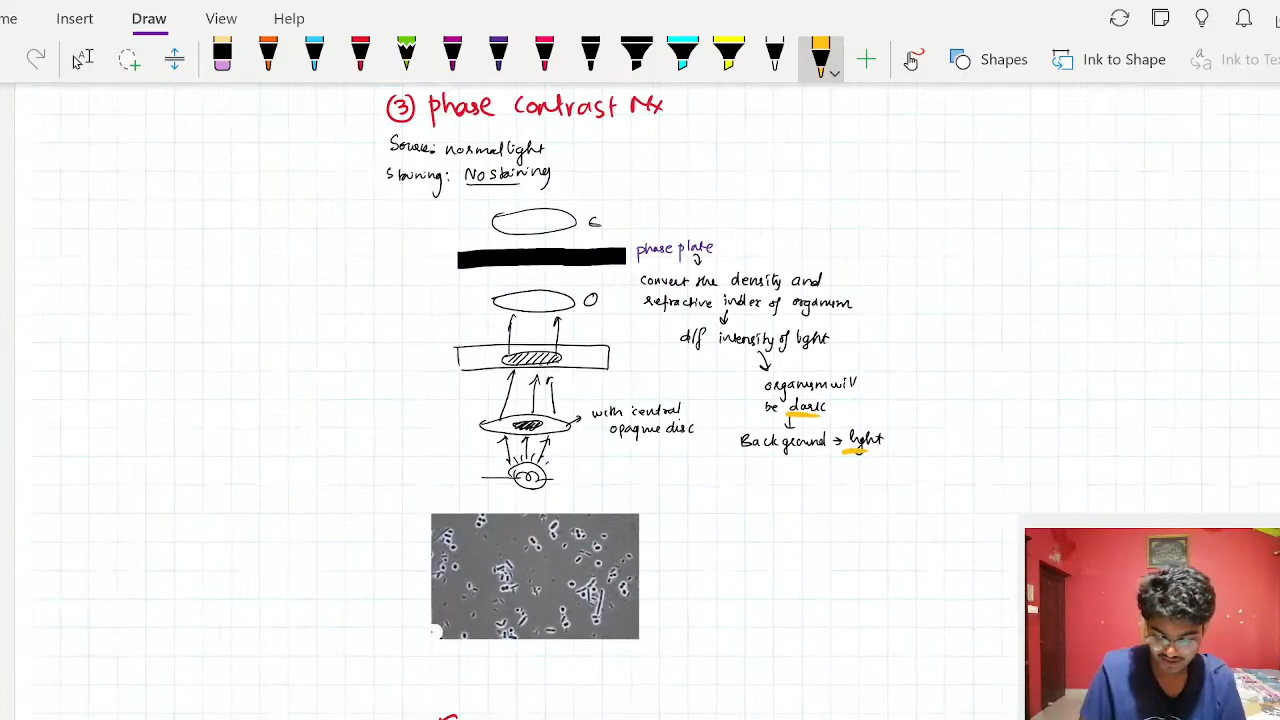 me Insert Draw View Help
Shapes Ink to Shape Ink to Tex
③ phase contrast Mx
Source: normal light
Staining: No staining
E
phase plate
convert the density and
refractive index of organism
O
diff intensity of light
organism will
be dark
with central
opaque disc
Background → light